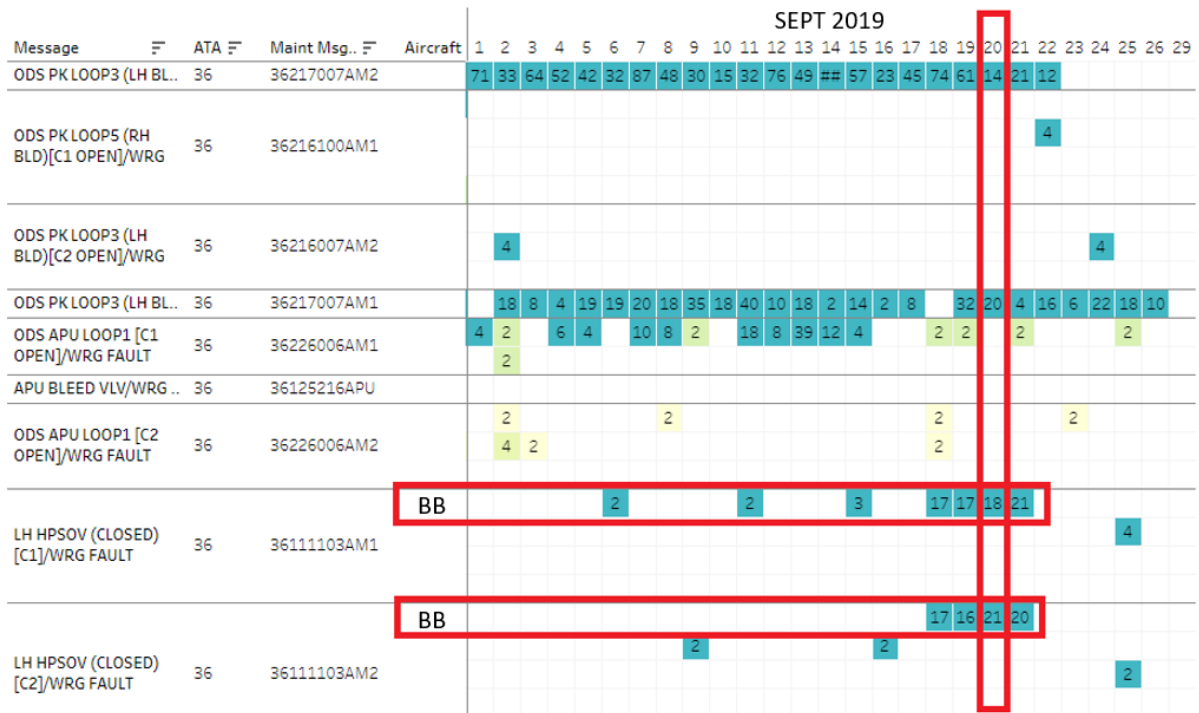 SEPT 2019
Message ATA Maint Msg.. Aircraft 1 2 3 4 5 6 7 8 9 10 11 12 13 14 15 16 17 18 19 20 21 22 23 24 25 26 29
ODS PK LOOP3 (LH BL.. 36 36217007AM2 71 33 64 52 42 32 87 48 30 15 32 76 49 ## 57 23 45 74 61 14 21 12
ODS PK LOOP5 (RH
BLD)[C1 OPEN]/WRG 36 36216100AM1 4
ODS PK LOOP3 (LH
BLD)[C2 OPEN]/WRG 36 36216007AM2 4 4
ODS PK LOOP3 (LH BL.. 36 36217007AM1 18 8 4 19 19 20 18 35 18 40 10 18 2 14 2 8 32 20 4 16 6 22 18 10
ODS APU LOOP1 [C1
OPEN]/WRG FAULT 36 36226006AM1 4 2 6 4 10 8 2 18 8 39 12 4 2 2 2 2
2
APU BLEED VLV/WRG .. 36 36125216APU
2 2 2 2
ODS APU LOOP1 [C2
OPEN]/WRG FAULT 36 36226006AM2 4 2 2
BB 2 2 3 17 17 18 21
LH HPSOV (CLOSED)
[C1]/WRG FAULT 36 36111103AM1 4
BB 17 16 21 20
2 2
LH HPSOV (CLOSED)
[C2]/WRG FAULT 36 36111103AM2 2